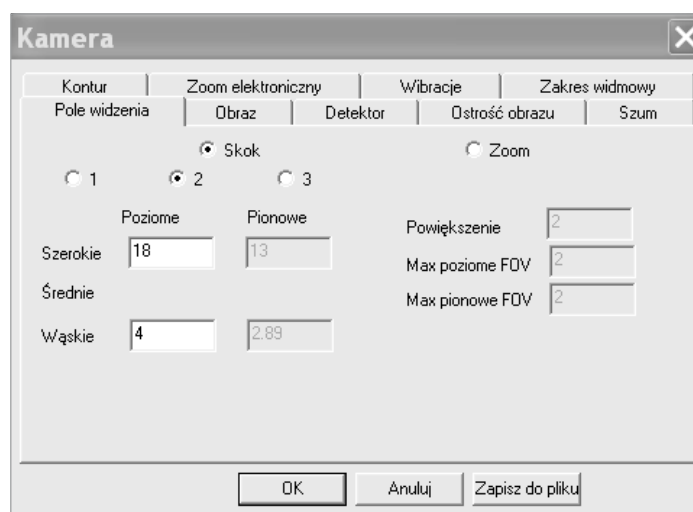 Kamera
Kontur Zoom elektroniczny Wibracje Zakres widmowy
Pole widzenia Obraz Detektor Ostrość obrazu Szum
Skok Zoom
1 2 3
Poziome Pionowe
Szerokie 18 13
Średnie
Wąskie 4 2.89
Powiększenie 2
Max poziome FOV 2
Max pionowe FOV 2
OK Anuluj Zapisz do pliku